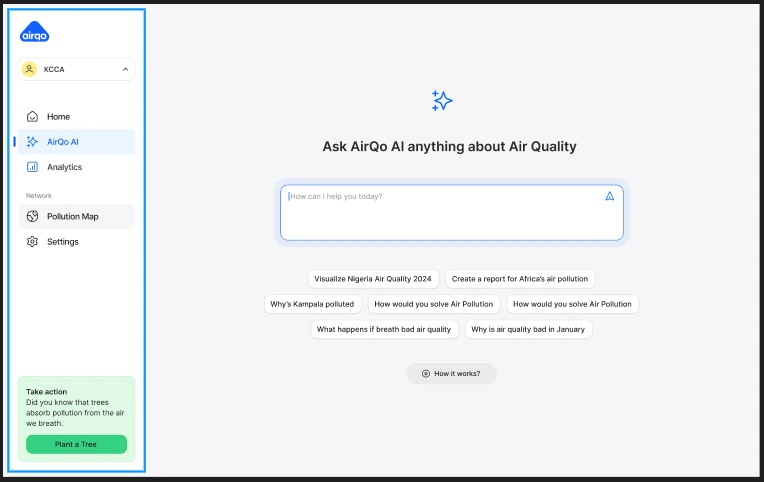 airqo
KCCA
Home
AirQo AI
Analytics
Network
Pollution Map
Settings
Take action
Did you know that trees
absorb pollution from the air
we breath.
Plant a Tree
Ask AirQo AI anything about Air Quality
How can I help you today?
Visualize Nigeria Air Quality 2024
Create a report for Africa's air pollution
Why's Kampala polluted
How would you solve Air Pollution
How would you solve Air Pollution
What happens if breath bad air quality
Why is air quality bad in January
How it works?